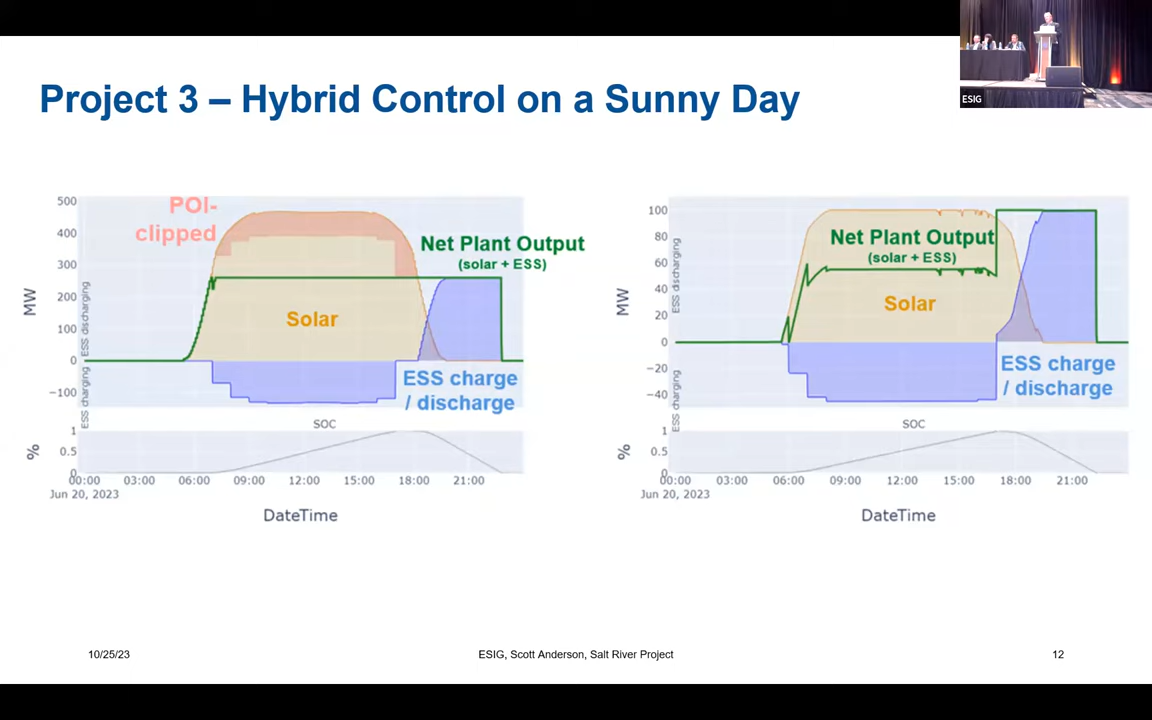 ESIG
Project 3 – Hybrid Control on a Sunny Day
POI-
clipped
Net Plant Output
(solar + ESS)
Solar
ESS charge
/ discharge
MW
ESS discharging
ESS charging
500
400
300
200
100
0
−100
SOC
%
1
0.5
0
00:00
03:00
06:00
09:00
12:00
15:00
18:00
21:00
Jun 20, 2023
DateTime
Net Plant Output
(solar + ESS)
Solar
ESS charge
/ discharge
MW
ESS discharging
ESS charging
100
80
60
40
20
0
−20
−40
SOC
%
1
0.5
0
00:00
03:00
06:00
09:00
12:00
15:00
18:00
21:00
Jun 20, 2023
DateTime
10/25/23
ESIG, Scott Anderson, Salt River Project
12